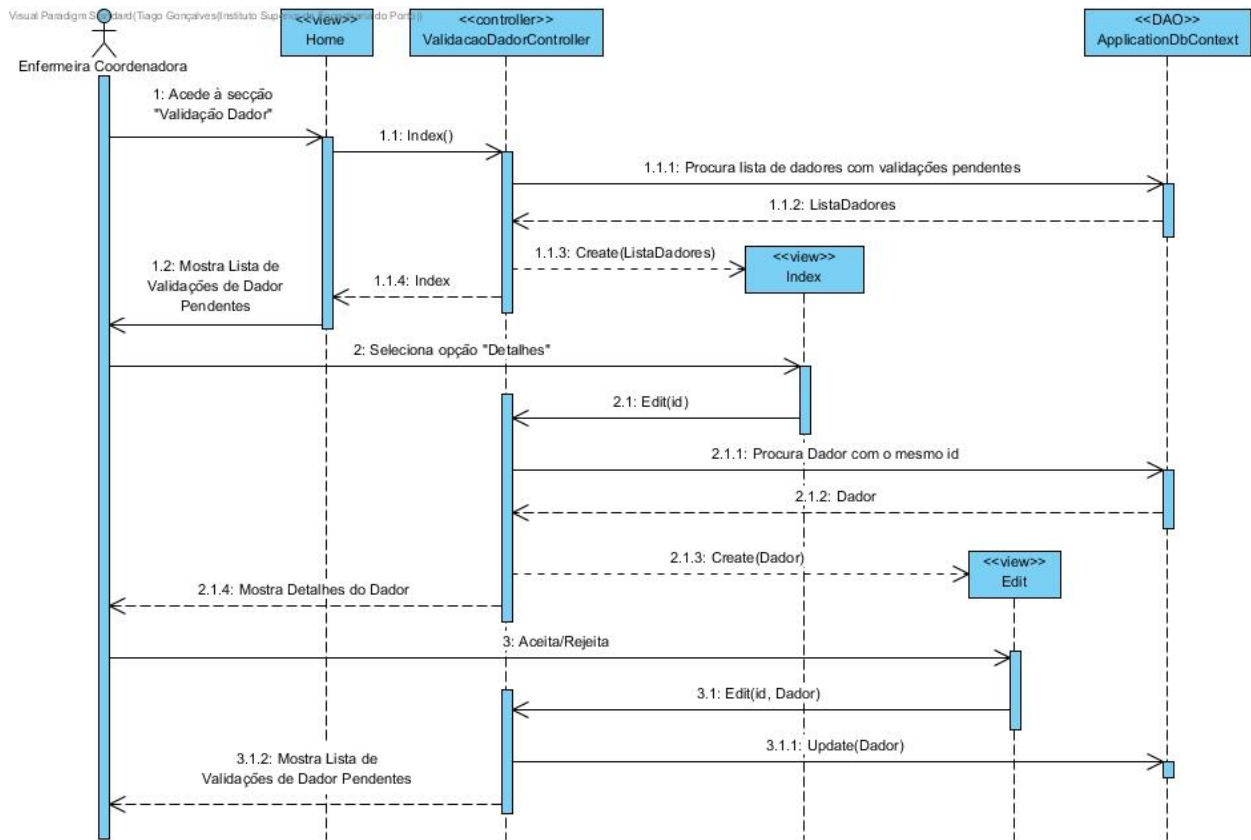 Visual Paradigm Standard(Tiago Gonçalves(Instituto Superior de Engenharia do Porto))
<<view>>
Home
<<controller>>
ValidacaoDadorController
<<DAO>>
ApplicationDbContext
Enfermeira Coordenadora
1: Acede à secção
"Validação Dador"
1.1: Index()
1.1.1: Procura lista de dadores com validações pendentes
1.1.2: ListaDadores
1.1.3: Create(ListaDadores)
<<view>>
Index
1.2: Mostra Lista de
Validações de Dador
Pendentes
1.1.4: Index
2: Seleciona opção "Detalhes"
2.1: Edit(id)
2.1.1: Procura Dador com o mesmo id
2.1.2: Dador
2.1.3: Create(Dador)
<<view>>
Edit
2.1.4: Mostra Detalhes do Dador
3: Aceita/Rejeita
3.1: Edit(id, Dador)
3.1.1: Update(Dador)
3.1.2: Mostra Lista de
Validações de Dador Pendentes